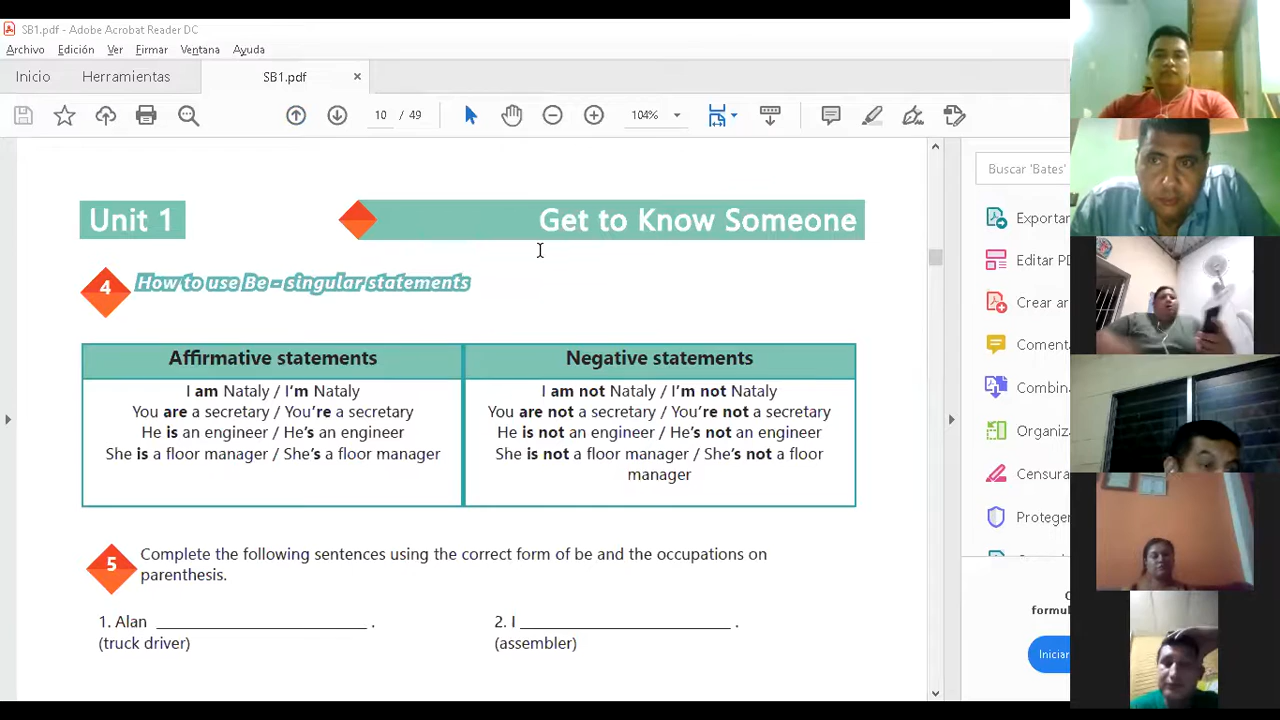 SB1.pdf - Adobe Acrobat Reader DC
Archivo Edición Ver Firmar Ventana Ayuda
Inicio Herramientas SB1.pdf ×
10 / 49 104%
Buscar 'Bates'
Unit 1 Get to Know Someone
Exportar
4 How to use Be - singular statements
Editar PD
Crear ar
Affirmative statements Negative statements
Comenta
I am Nataly / I'm Nataly I am not Nataly / I'm not Nataly
You are a secretary / You're a secretary You are not a secretary / You're not a secretary
He is an engineer / He's an engineer He is not an engineer / He's not an engineer
She is a floor manager / She's a floor manager She is not a floor manager / She's not a floor
manager
Combin
Organiz
Censura
Proteger
5 Complete the following sentences using the correct form of be and the occupations on
parenthesis.
1. Alan ______________________ . 2. I ______________________ .
(truck driver) (assembler)
formul
Iniciar